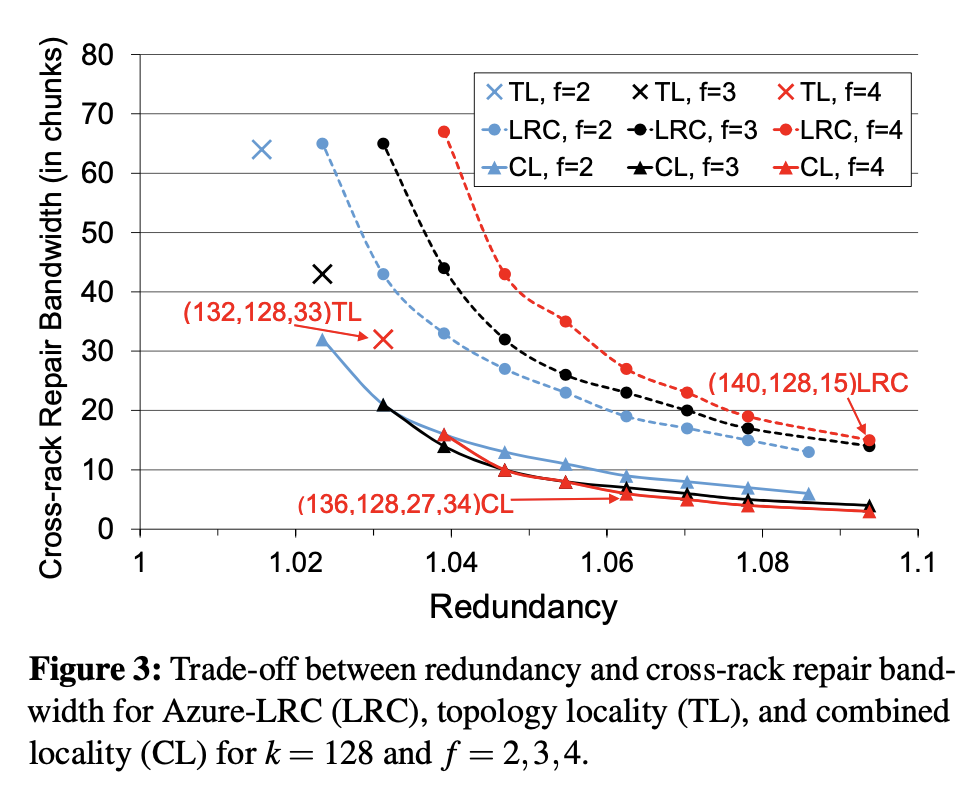 Cross-rack Repair Bandwidth (in chunks)
80
70
60
50
40
30
20
10
0
TL, f=2 TL, f=3 TL, f=4
LRC, f=2 LRC, f=3 LRC, f=4
CL, f=2 CL, f=3 CL, f=4
(132,128,33)TL
(140,128,15)LRC
(136,128,27,34)CL
1 1.02 1.04 1.06 1.08 1.1
Redundancy
Figure 3: Trade-off between redundancy and cross-rack repair band-
width for Azure-LRC (LRC), topology locality (TL), and combined
locality (CL) for k = 128 and f = 2,3,4.